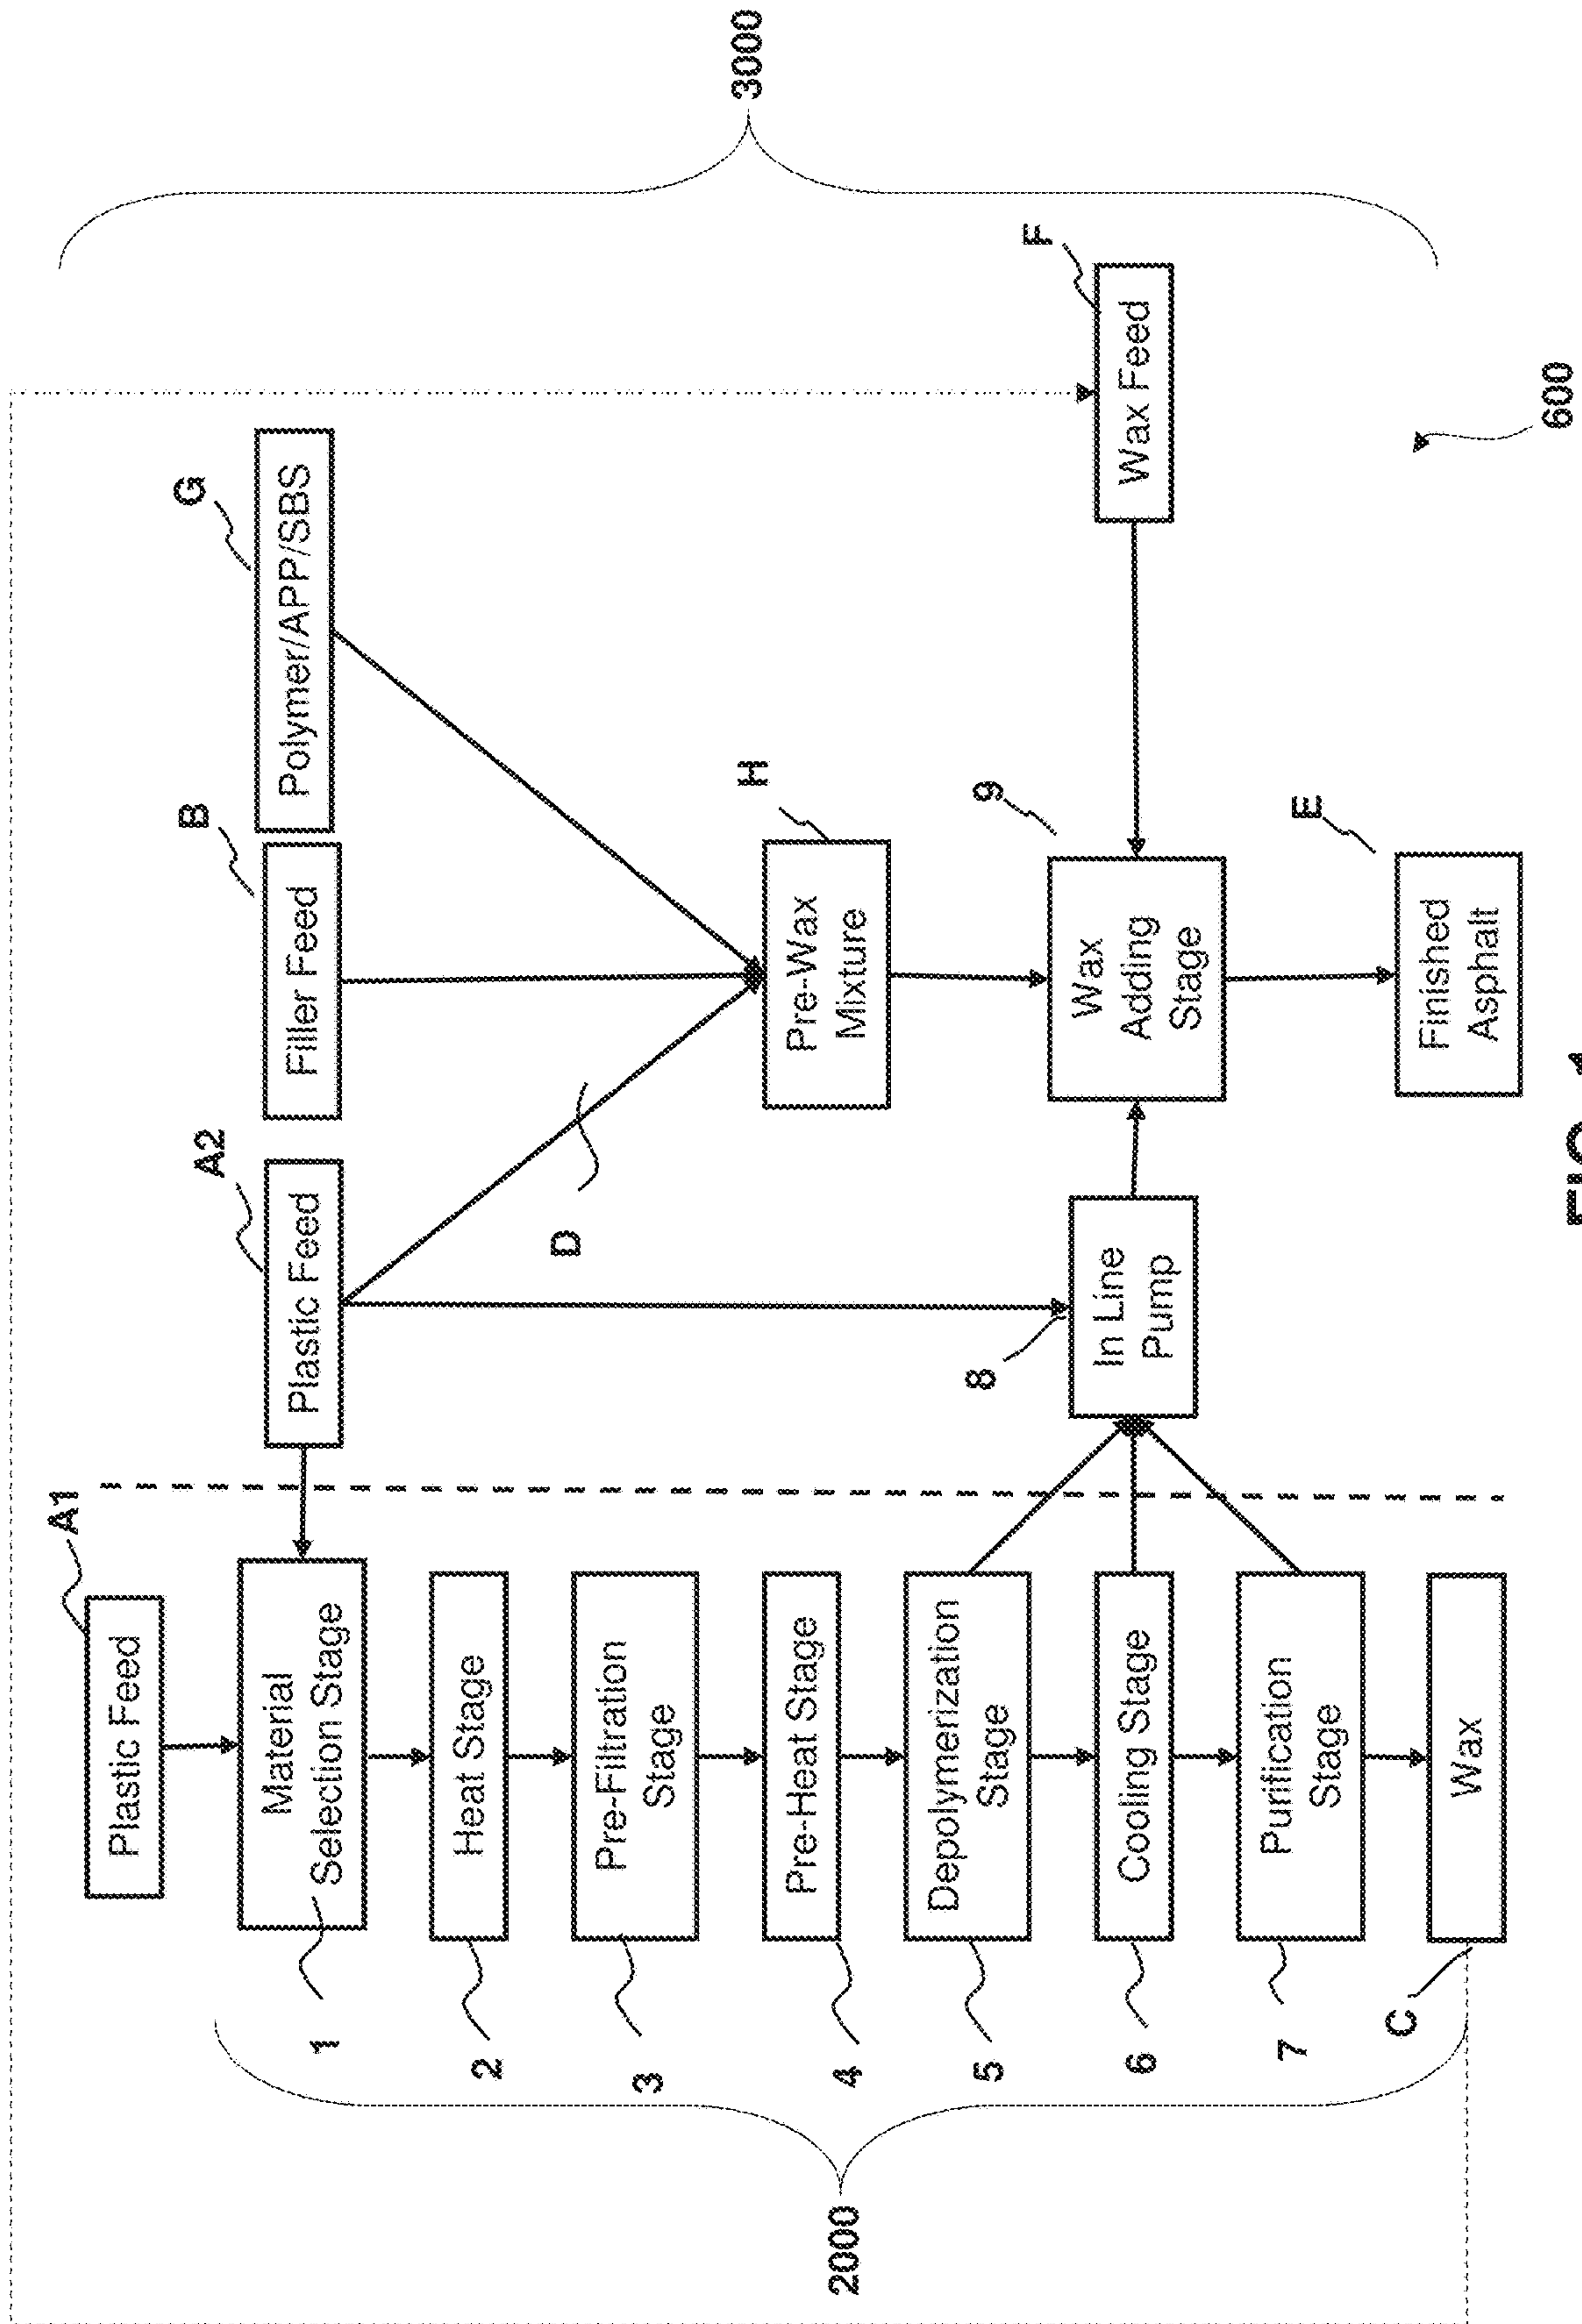 A1
Plastic Feed
G
Polymer/APP/SBS
B
Filler Feed
A2
Plastic Feed
1
Material
Selection Stage
2
Heat Stage
D
3
Pre-Filtration
Stage
3000
H
Pre-Wax
Mixture
4
Pre-Heat Stage
2000
5
Depolymerization
Stage
8
In Line
Pump
9
Wax
Adding
Stage
F
Wax Feed
6
Cooling Stage
7
Purification
Stage
E
Finished
Asphalt
C
Wax
600
FIG. 1